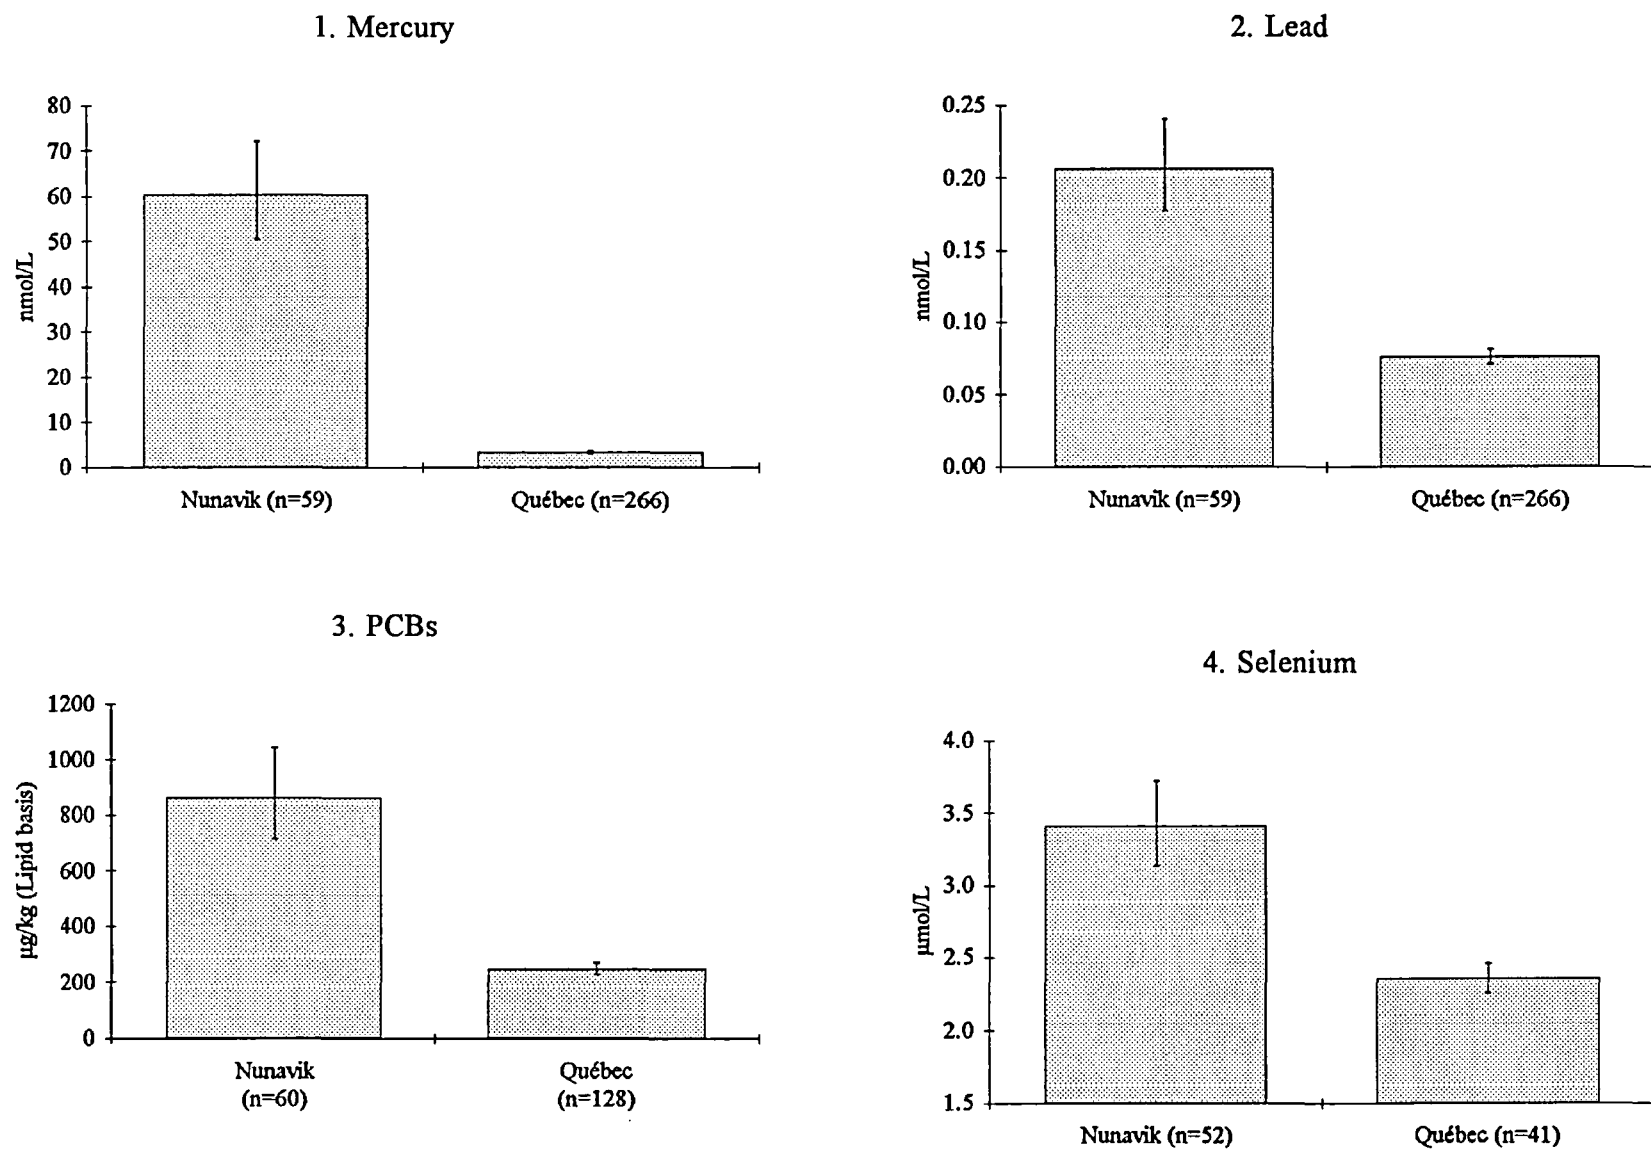 1. Mercury
80
70
60
50
40
30
20
10
0
nmol/L
Nunavik (n=59)
Québec (n=266)
2. Lead
0.25
0.20
0.15
0.10
0.05
0.00
nmol/L
Nunavik (n=59)
Québec (n=266)
3. PCBs
1200
1000
800
600
400
200
0
µg/kg (Lipid basis)
Nunavik
(n=60)
Québec
(n=128)
4. Selenium
4.0
3.5
3.0
2.5
2.0
1.5
µmol/L
Nunavik (n=52)
Québec (n=41)